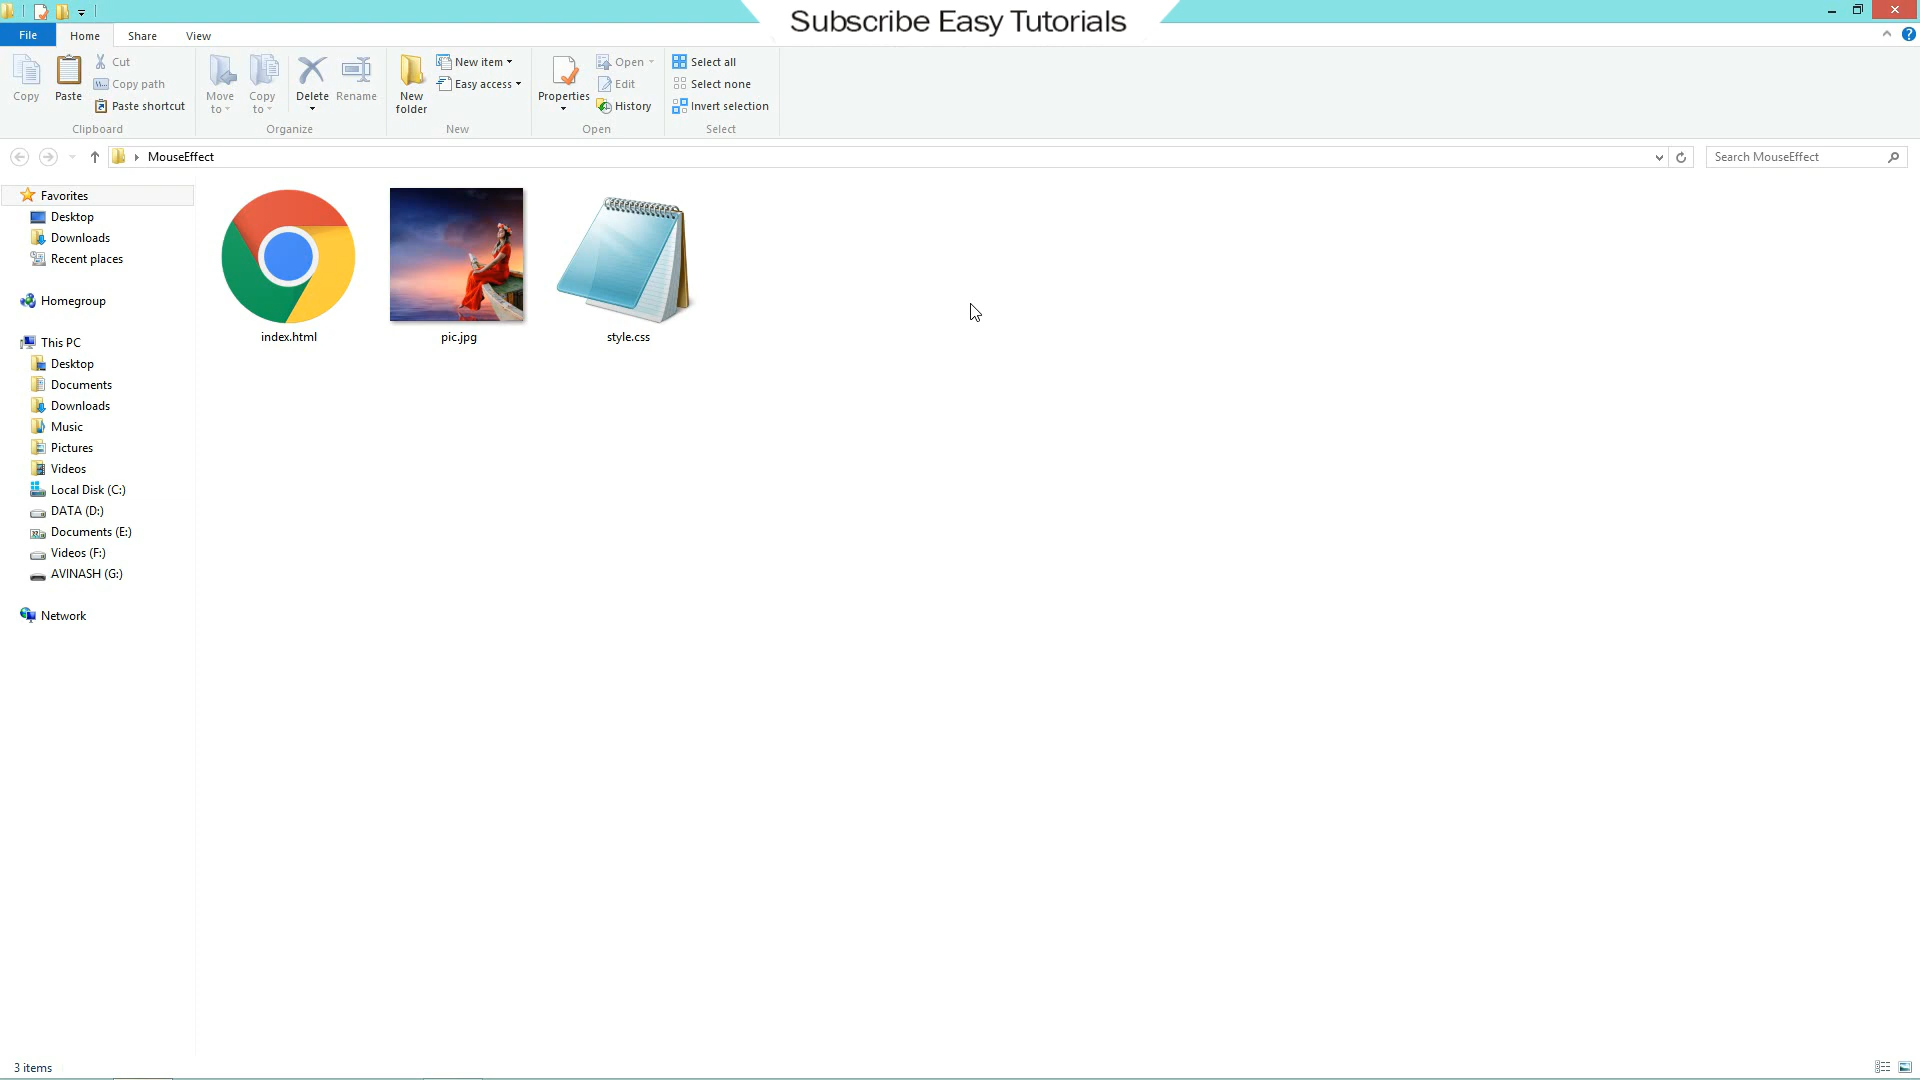 Subscribe Easy Tutorials
File Home Share View
Copy
Paste
Cut
Copy path
Paste shortcut
Clipboard
Move to
Copy to
Delete
Rename
Organize
New folder
New item
Easy access
New
Properties
Open
Edit
History
Open
Select all
Select none
Invert selection
Select
MouseEffect
Search MouseEffect
Favorites
Desktop
Downloads
Recent places
Homegroup
This PC
Desktop
Documents
Downloads
Music
Pictures
Videos
Local Disk (C:)
DATA (D:)
Documents (E:)
Videos (F:)
AVINASH (G:)
Network
index.html
pic.jpg
style.css
3 items